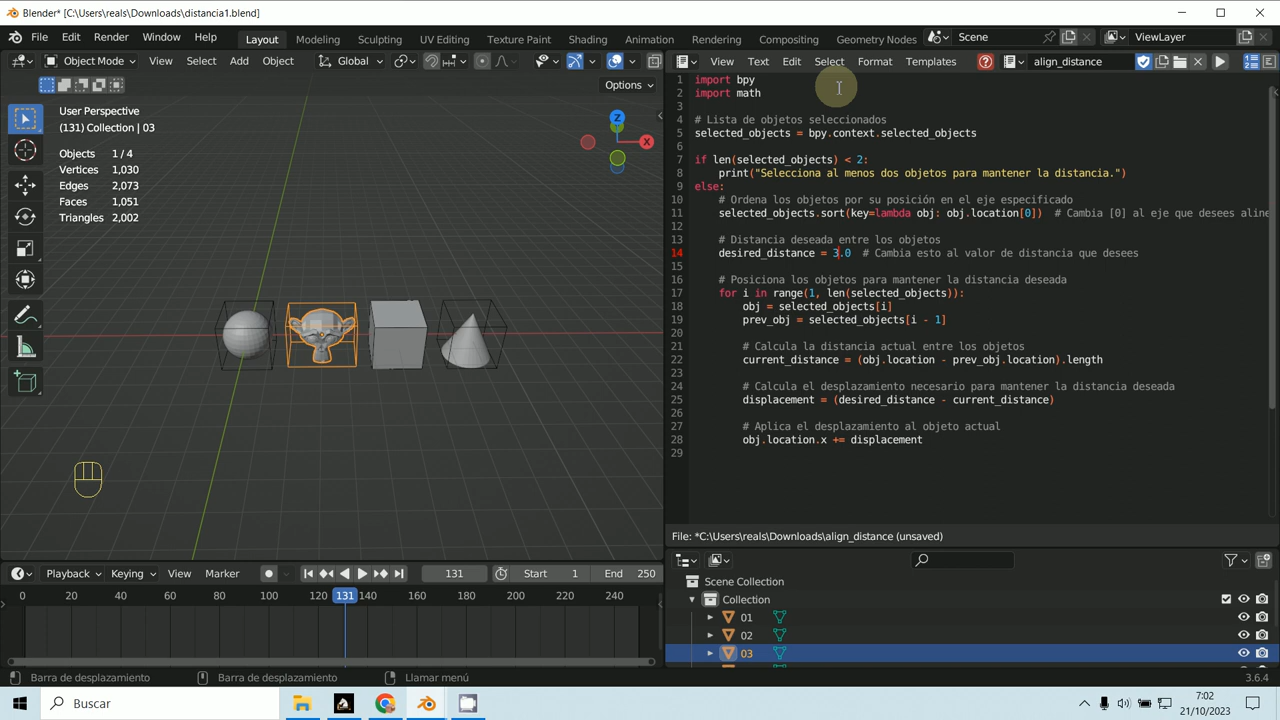 Blender* [C:\Users\reals\Downloads\distancia1.blend]
File Edit Render Window Help Layout Modeling Sculpting UV Editing Texture Paint Shading Animation Rendering Compositing Geometry Nodes Scene ViewLayer
Object Mode View Select Add Object
Options
User Perspective
(131) Collection | 03
Objects 1 / 4
Vertices 1,030
Edges 2,073
Faces 1,051
Triangles 2,002
Z
X
View Text Edit Select Format Templates align_distance
1 import bpy
2 import math
3
4 # Lista de objetos seleccionados
5 selected_objects = bpy.context.selected_objects
6
7 if len(selected_objects) < 2:
8 print("Selecciona al menos dos objetos para mantener la distancia.")
9 else:
10 # Ordena los objetos por su posición en el eje especificado
11 selected_objects.sort(key=lambda obj: obj.location[0]) # Cambia [0] al eje que desees aline
12
13 # Distancia deseada entre los objetos
14 desired_distance = 3.0 # Cambia esto al valor de distancia que desees
15
16 # Posiciona los objetos para mantener la distancia deseada
17 for i in range(1, len(selected_objects)):
18 obj = selected_objects[i]
19 prev_obj = selected_objects[i - 1]
20
21 # Calcula la distancia actual entre los objetos
22 current_distance = (obj.location - prev_obj.location).length
23
24 # Calcula el desplazamiento necesario para mantener la distancia deseada
25 displacement = (desired_distance - current_distance)
26
27 # Aplica el desplazamiento al objeto actual
28 obj.location.x += displacement
29
File: *C:\Users\reals\Downloads\align_distance (unsaved)
Playback Keying View Marker 131 Start 1 End 250
0 20 40 60 80 100 120 131 140 160 180 200 220 240
Scene Collection
Collection
01
02
03
Barra de desplazamiento Barra de desplazamiento Llamar menú 3.6.4
Buscar
7:02
21/10/2023